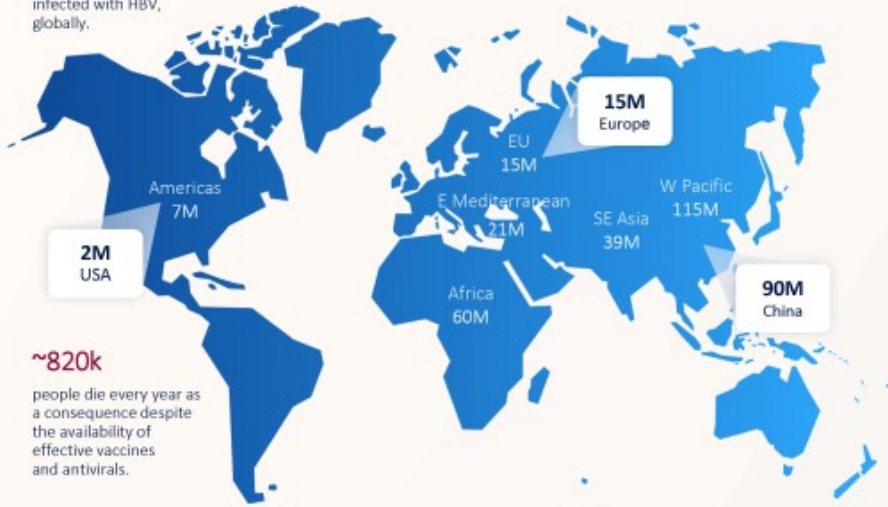 infected with HBV,
globally.
15M
Europe
EU
15M
Americas
7M
E Mediterranean
21M
W Pacific
115M
SE Asia
39M
2M
USA
90M
China
Africa
60M
~820k
people die every year as
a consequence despite
the availability of
effective vaccines
and antivirals.